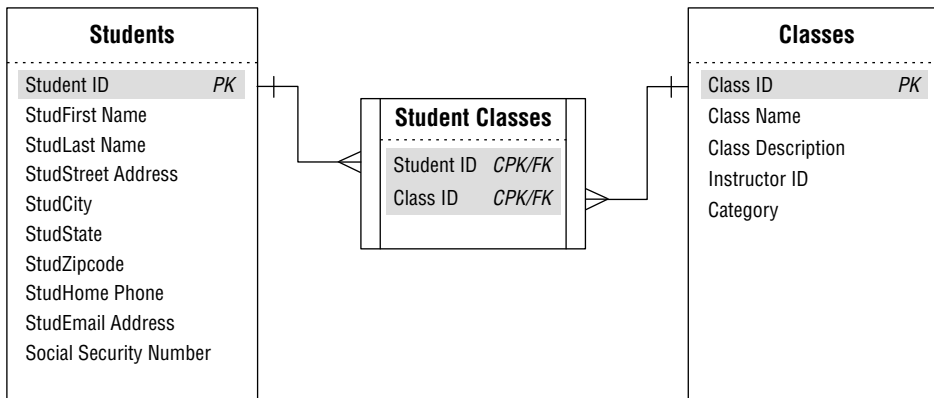 Students
Student ID PK
StudFirst Name
StudLast Name
StudStreet Address
StudCity
StudState
StudZipcode
StudHome Phone
StudEmail Address
Social Security Number
Student Classes
Student ID CPK/FK
Class ID CPK/FK
Classes
Class ID PK
Class Name
Class Description
Instructor ID
Category